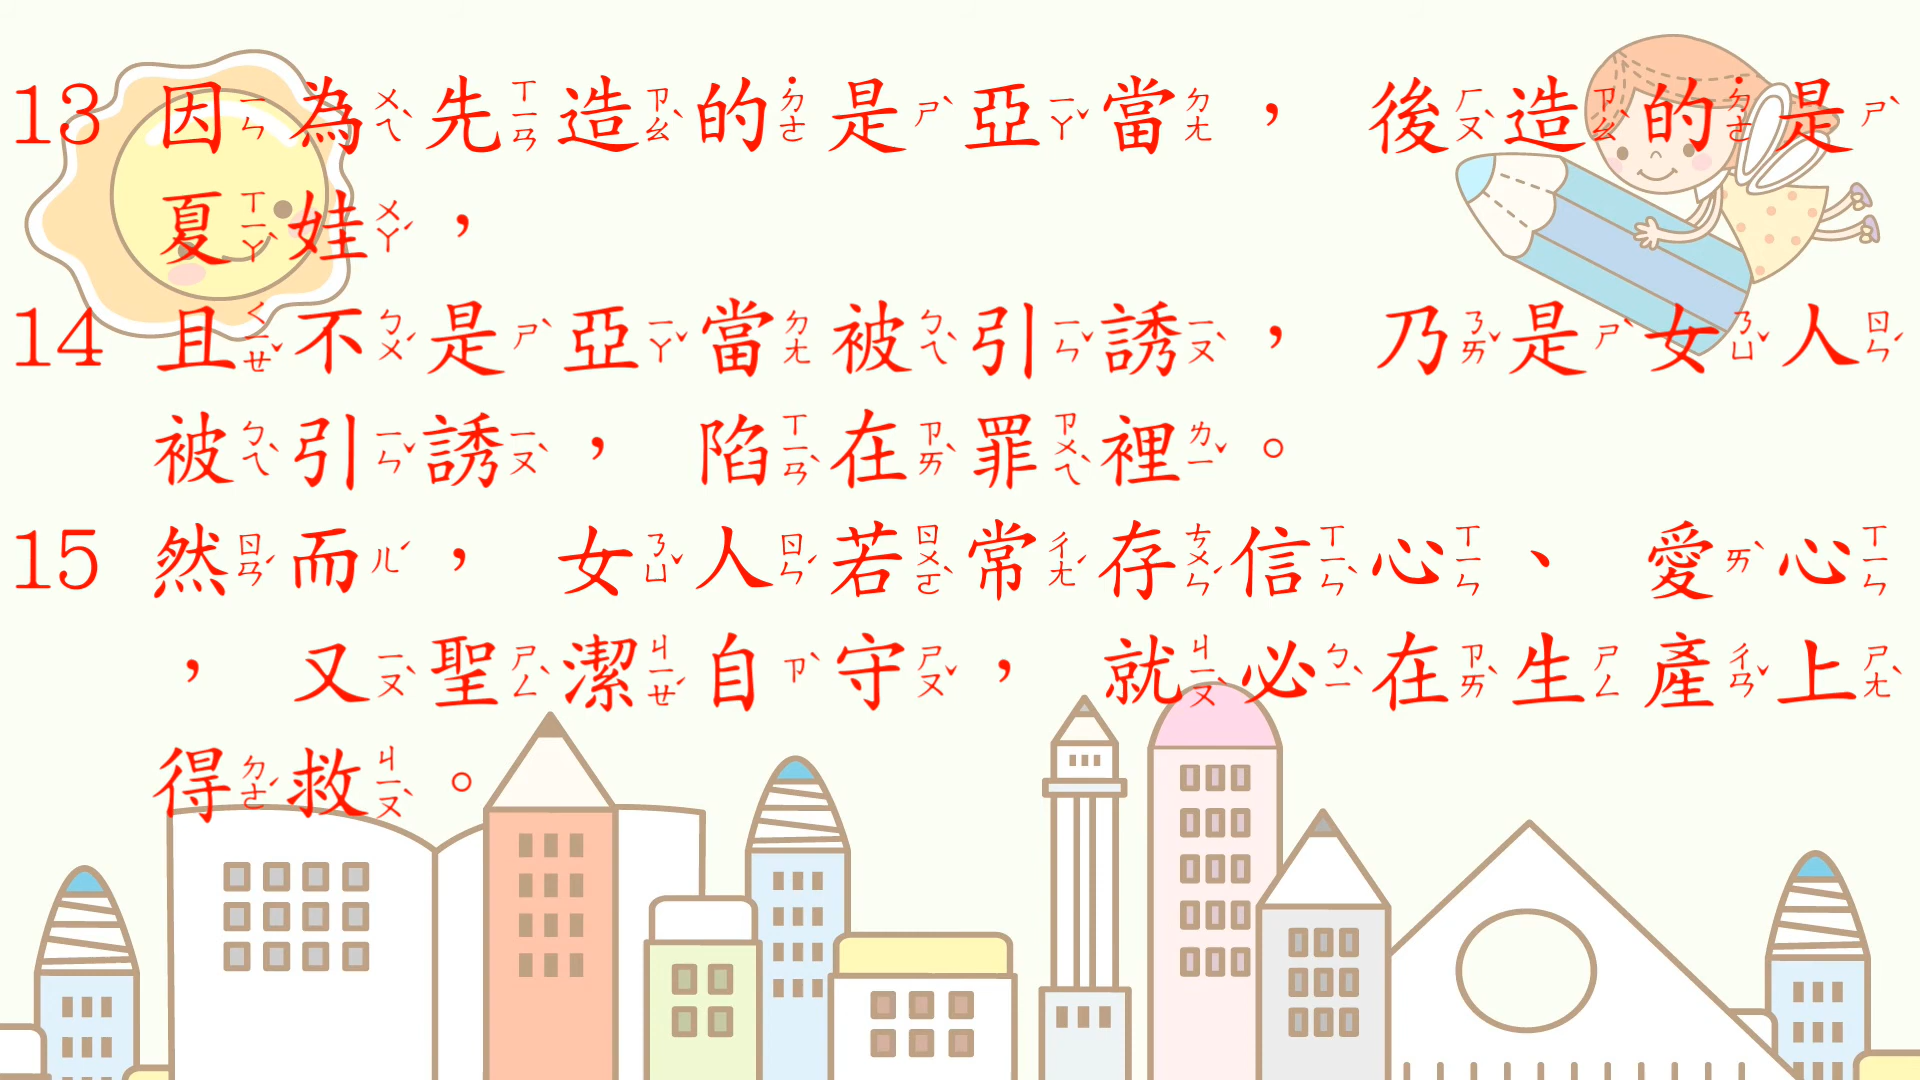 13 因為先造的是亞當，後造的是
夏娃，
14 且不是亞當被引誘，乃是女人
被引誘，陷在罪裡。
15 然而，女人若常存信心、愛心
，又聖潔自守，就必在生產上
得救。